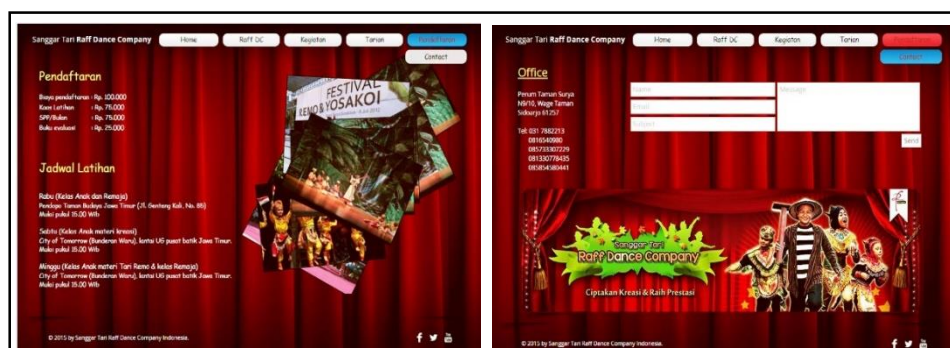 Sanggar Tari Raff Dance Company
Home
Raff DC
Kegiatan
Tarian
Pendaftaran
Contact
Pendaftaran
Biaya pendaftaran : Rp. 100.000
Kaos Latihan : Rp. 75.000
SPP/Bulan : Rp. 75.000
Buku evaluasi : Rp. 25.000
Jadwal Latihan
Rabu (Kelas Anak dan Remaja)
Pendopo Taman Budaya Jawa Timur (Jl. Genteng Kali, No. 85)
Mulai pukul 15.00 Wib
Sabtu (Kelas Anak materi kreasi)
City of Tomorrow (Bunderan Waru), lantai UG pusat batik Jawa Timur.
Mulai pukul 15.00 Wib
Minggu (Kelas Anak materi Tari Remo & kelas Remaja)
City of Tomorrow (Bunderan Waru), lantai UG pusat batik Jawa Timur.
Mulai pukul 15.00 Wib
FESTIVAL
REMO & YOSAKOI
© 2015 by Sanggar Tari Raff Dance Company Indonesia.
Sanggar Tari Raff Dance Company
Home
Raff DC
Kegiatan
Tarian
Pendaftaran
Contact
Office
Perum Taman Surya
N9/10, Wage Taman
Sidoarjo 61257
Tel: 031 7882213
0816540980
085733307229
081330778435
085854580441
Name
Email
Subject
Message
Send
Sanggar Tari
Raff Dance Company
Ciptakan Kreasi & Raih Prestasi
© 2015 by Sanggar Tari Raff Dance Company Indonesia.